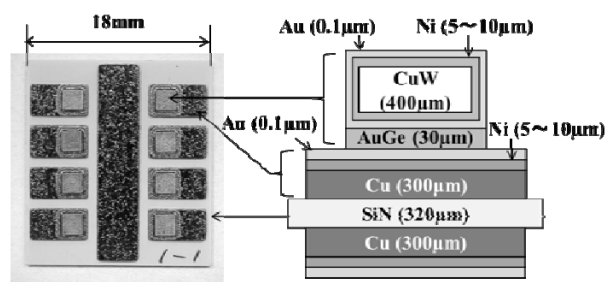 18mm
Au (0.1μm)
Ni (5～10μm)
CuW
(400μm)
Au (0.1μm)
AuGe (30μm)
Ni (5～10μm)
Cu (300μm)
SiN (320μm)
Cu (300μm)
1-1